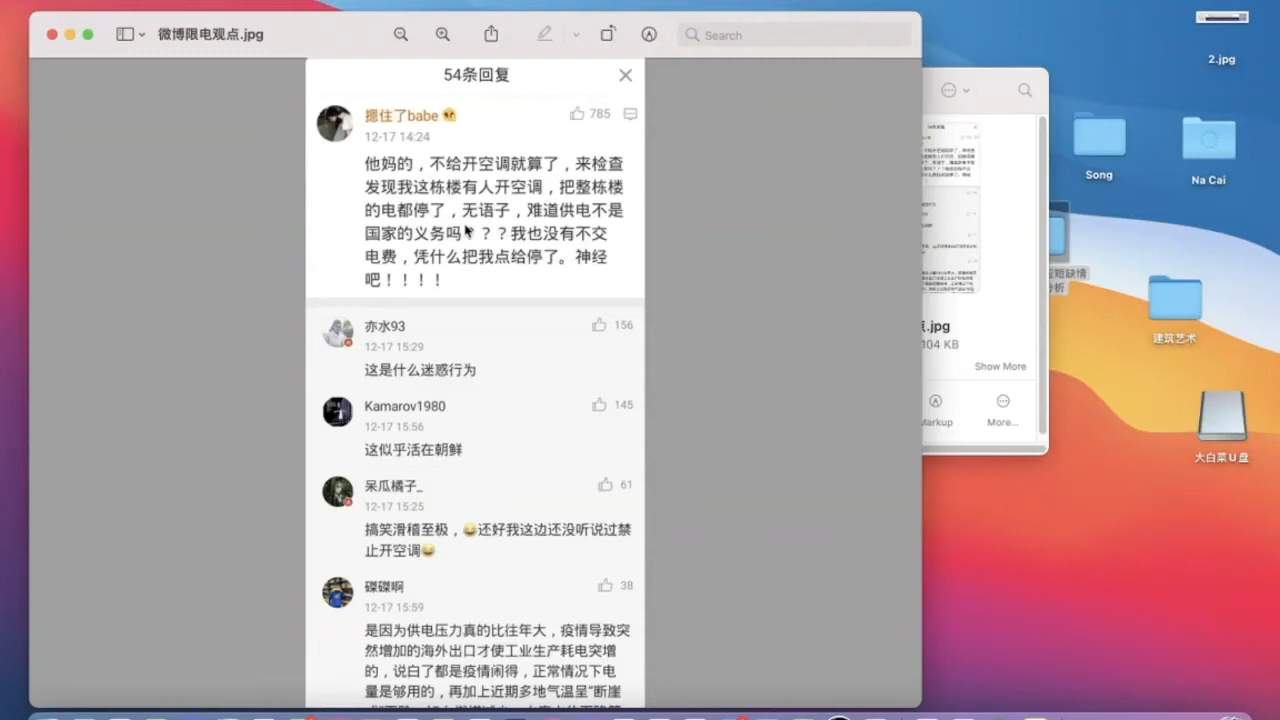 微博限电观点.jpg
Search
2.jpg
54条回复
摁住了babe
785
12-17 14:24
他妈的，不给开空调就算了，来检查
发现我这栋楼有人开空调，把整栋楼
的电都停了，无语子，难道供电不是
国家的义务吗？？？我也没有不交
电费，凭什么把我点给停了。神经
吧！！！！
亦水93
156
12-17 15:29
这是什么迷惑行为
Kamarov1980
145
12-17 15:56
这似乎活在朝鲜
呆瓜橘子_
61
12-17 15:25
搞笑滑稽至极，😂还好我这边还没听说过禁
止开空调😂
磔磔啊
38
12-17 15:59
是因为供电压力真的比往年大，疫情导致突
然增加的海外出口才使工业生产耗电突增
的，说白了都是疫情闹得，正常情况下电
量是够用的，再加上近期多地气温呈"断崖
.jpg
104 KB
Show More
Markup
More...
Song
Na Cai
短缺情
分析
建筑艺术
大白菜U盘